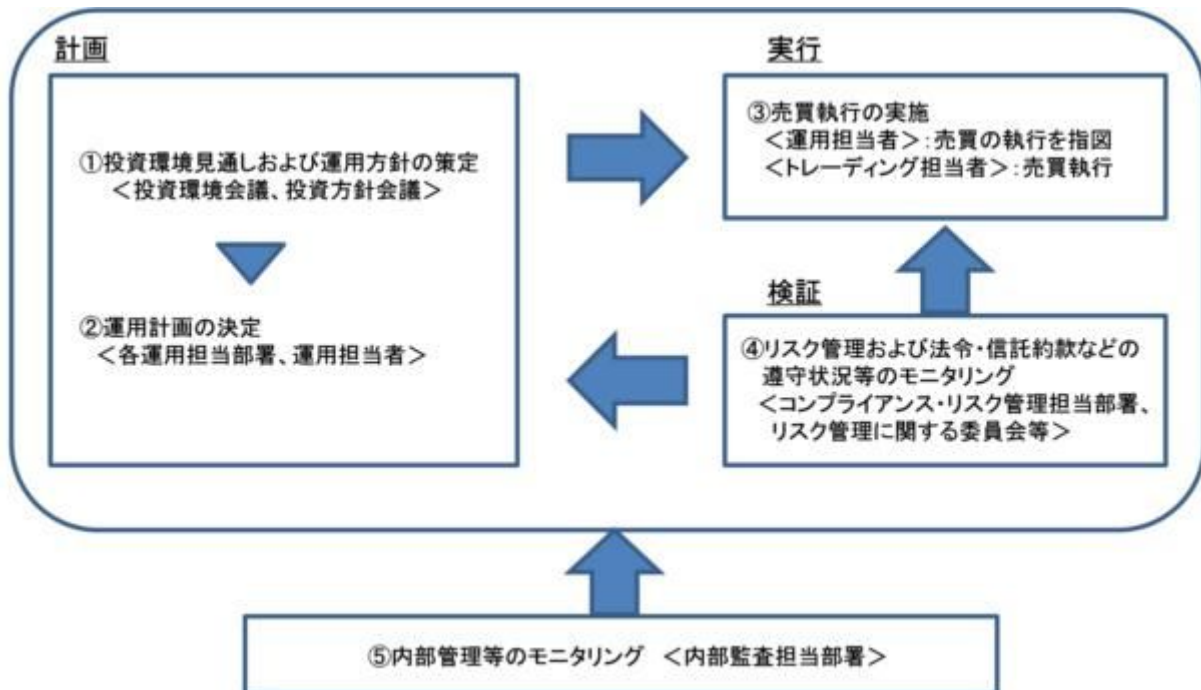 計画
①投資環境見通しおよび運用方針の策定
＜投資環境会議、投資方針会議＞
②運用計画の決定
＜各運用担当部署、運用担当者＞
実行
③売買執行の実施
＜運用担当者＞：売買の執行を指図
＜トレーディング担当者＞：売買執行
検証
④リスク管理および法令・信託約款などの
遵守状況等のモニタリング
＜コンプライアンス・リスク管理担当部署、
リスク管理に関する委員会等＞
⑤内部管理等のモニタリング ＜内部監査担当部署＞